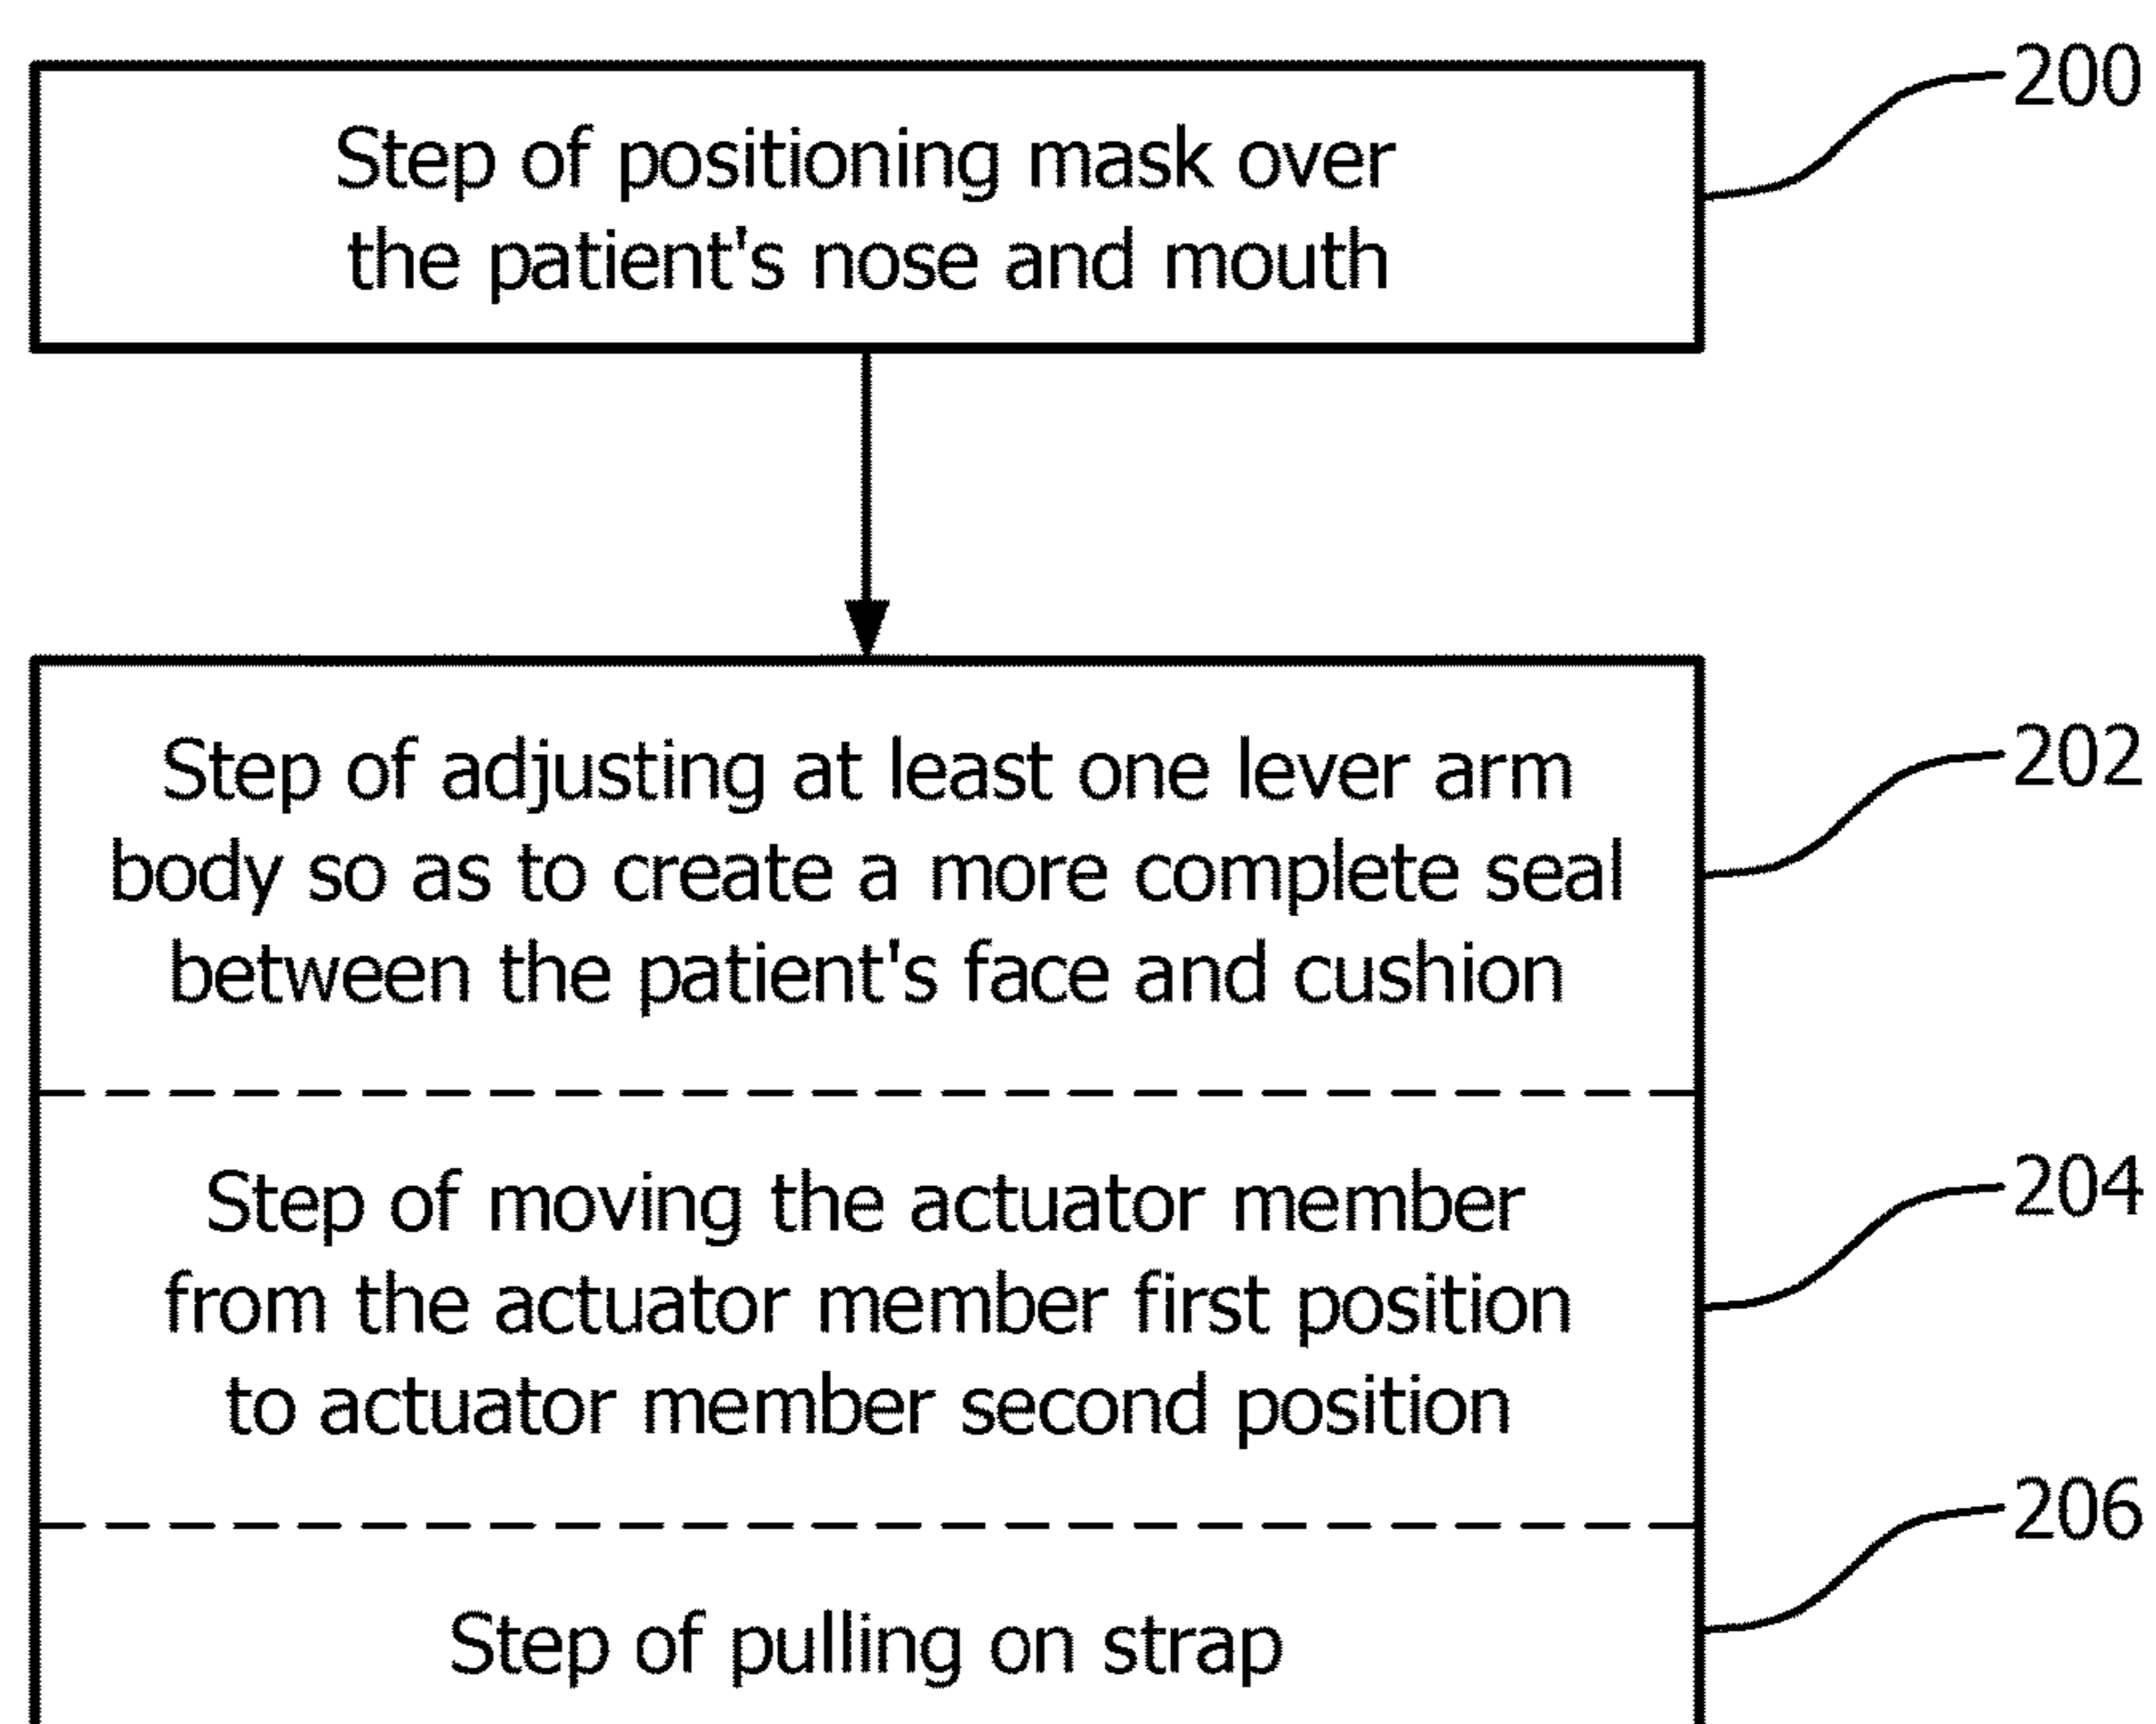 200
Step of positioning mask over
the patient's nose and mouth
202
Step of adjusting at least one lever arm
body so as to create a more complete seal
between the patient's face and cushion
204
Step of moving the actuator member
from the actuator member first position
to actuator member second position
206
Step of pulling on strap